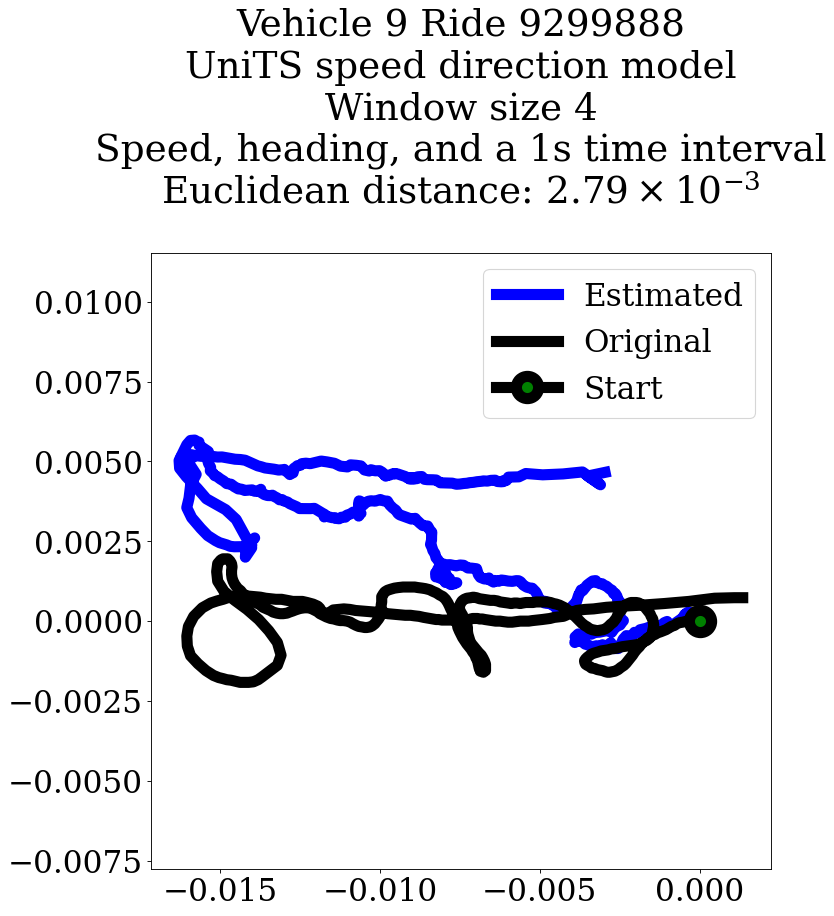 Vehicle 9 Ride 9299888
UniTS speed direction model
Window size 4
Speed, heading, and a 1s time interval
Euclidean distance: 2.79 × 10⁻³
Estimated
Original
Start
0.0100
0.0075
0.0050
0.0025
0.0000
−0.0025
−0.0050
−0.0075
−0.015 −0.010 −0.005 0.000